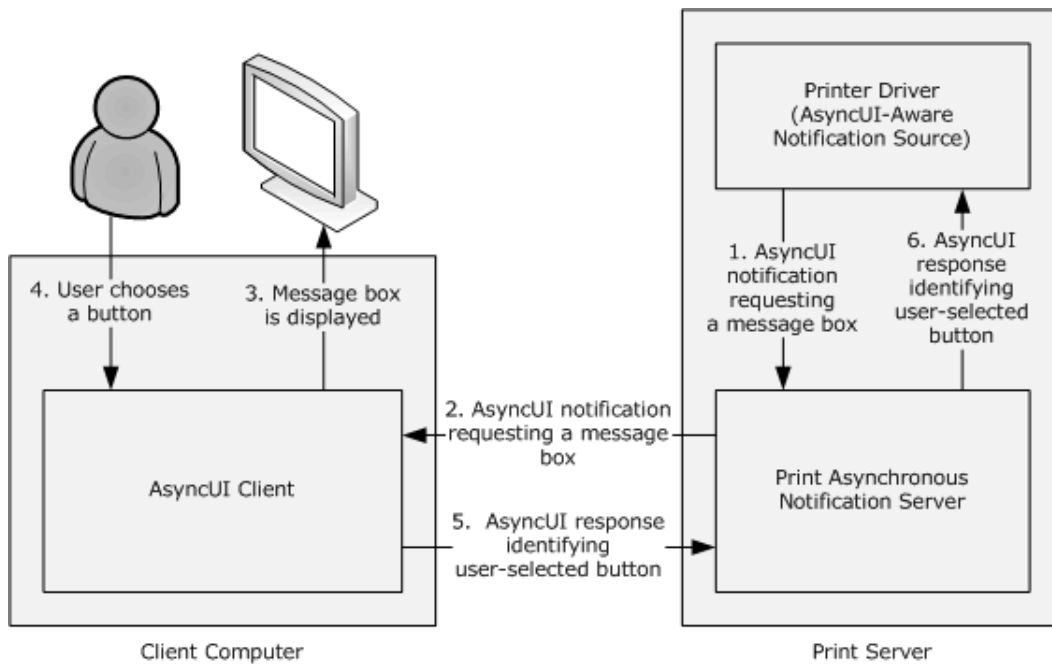 Printer Driver
(AsyncUI-Aware
Notification Source)
1. AsyncUI
notification
requesting
a message box
6. AsyncUI
response
identifying
user-selected
button
4. User chooses
a button
3. Message box
is displayed
2. AsyncUI notification
requesting a message
box
AsyncUI Client
Print Asynchronous
Notification Server
5. AsyncUI response
identifying
user-selected button
Client Computer
Print Server